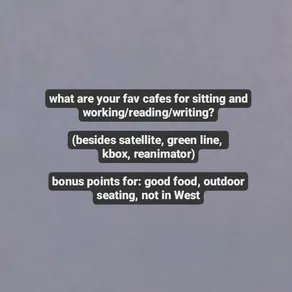 what are your fav cafes for sitting and
working/reading/writing?
(besides satellite, green line,
kbox, reanimator)
bonus points for: good food, outdoor
seating, not in West